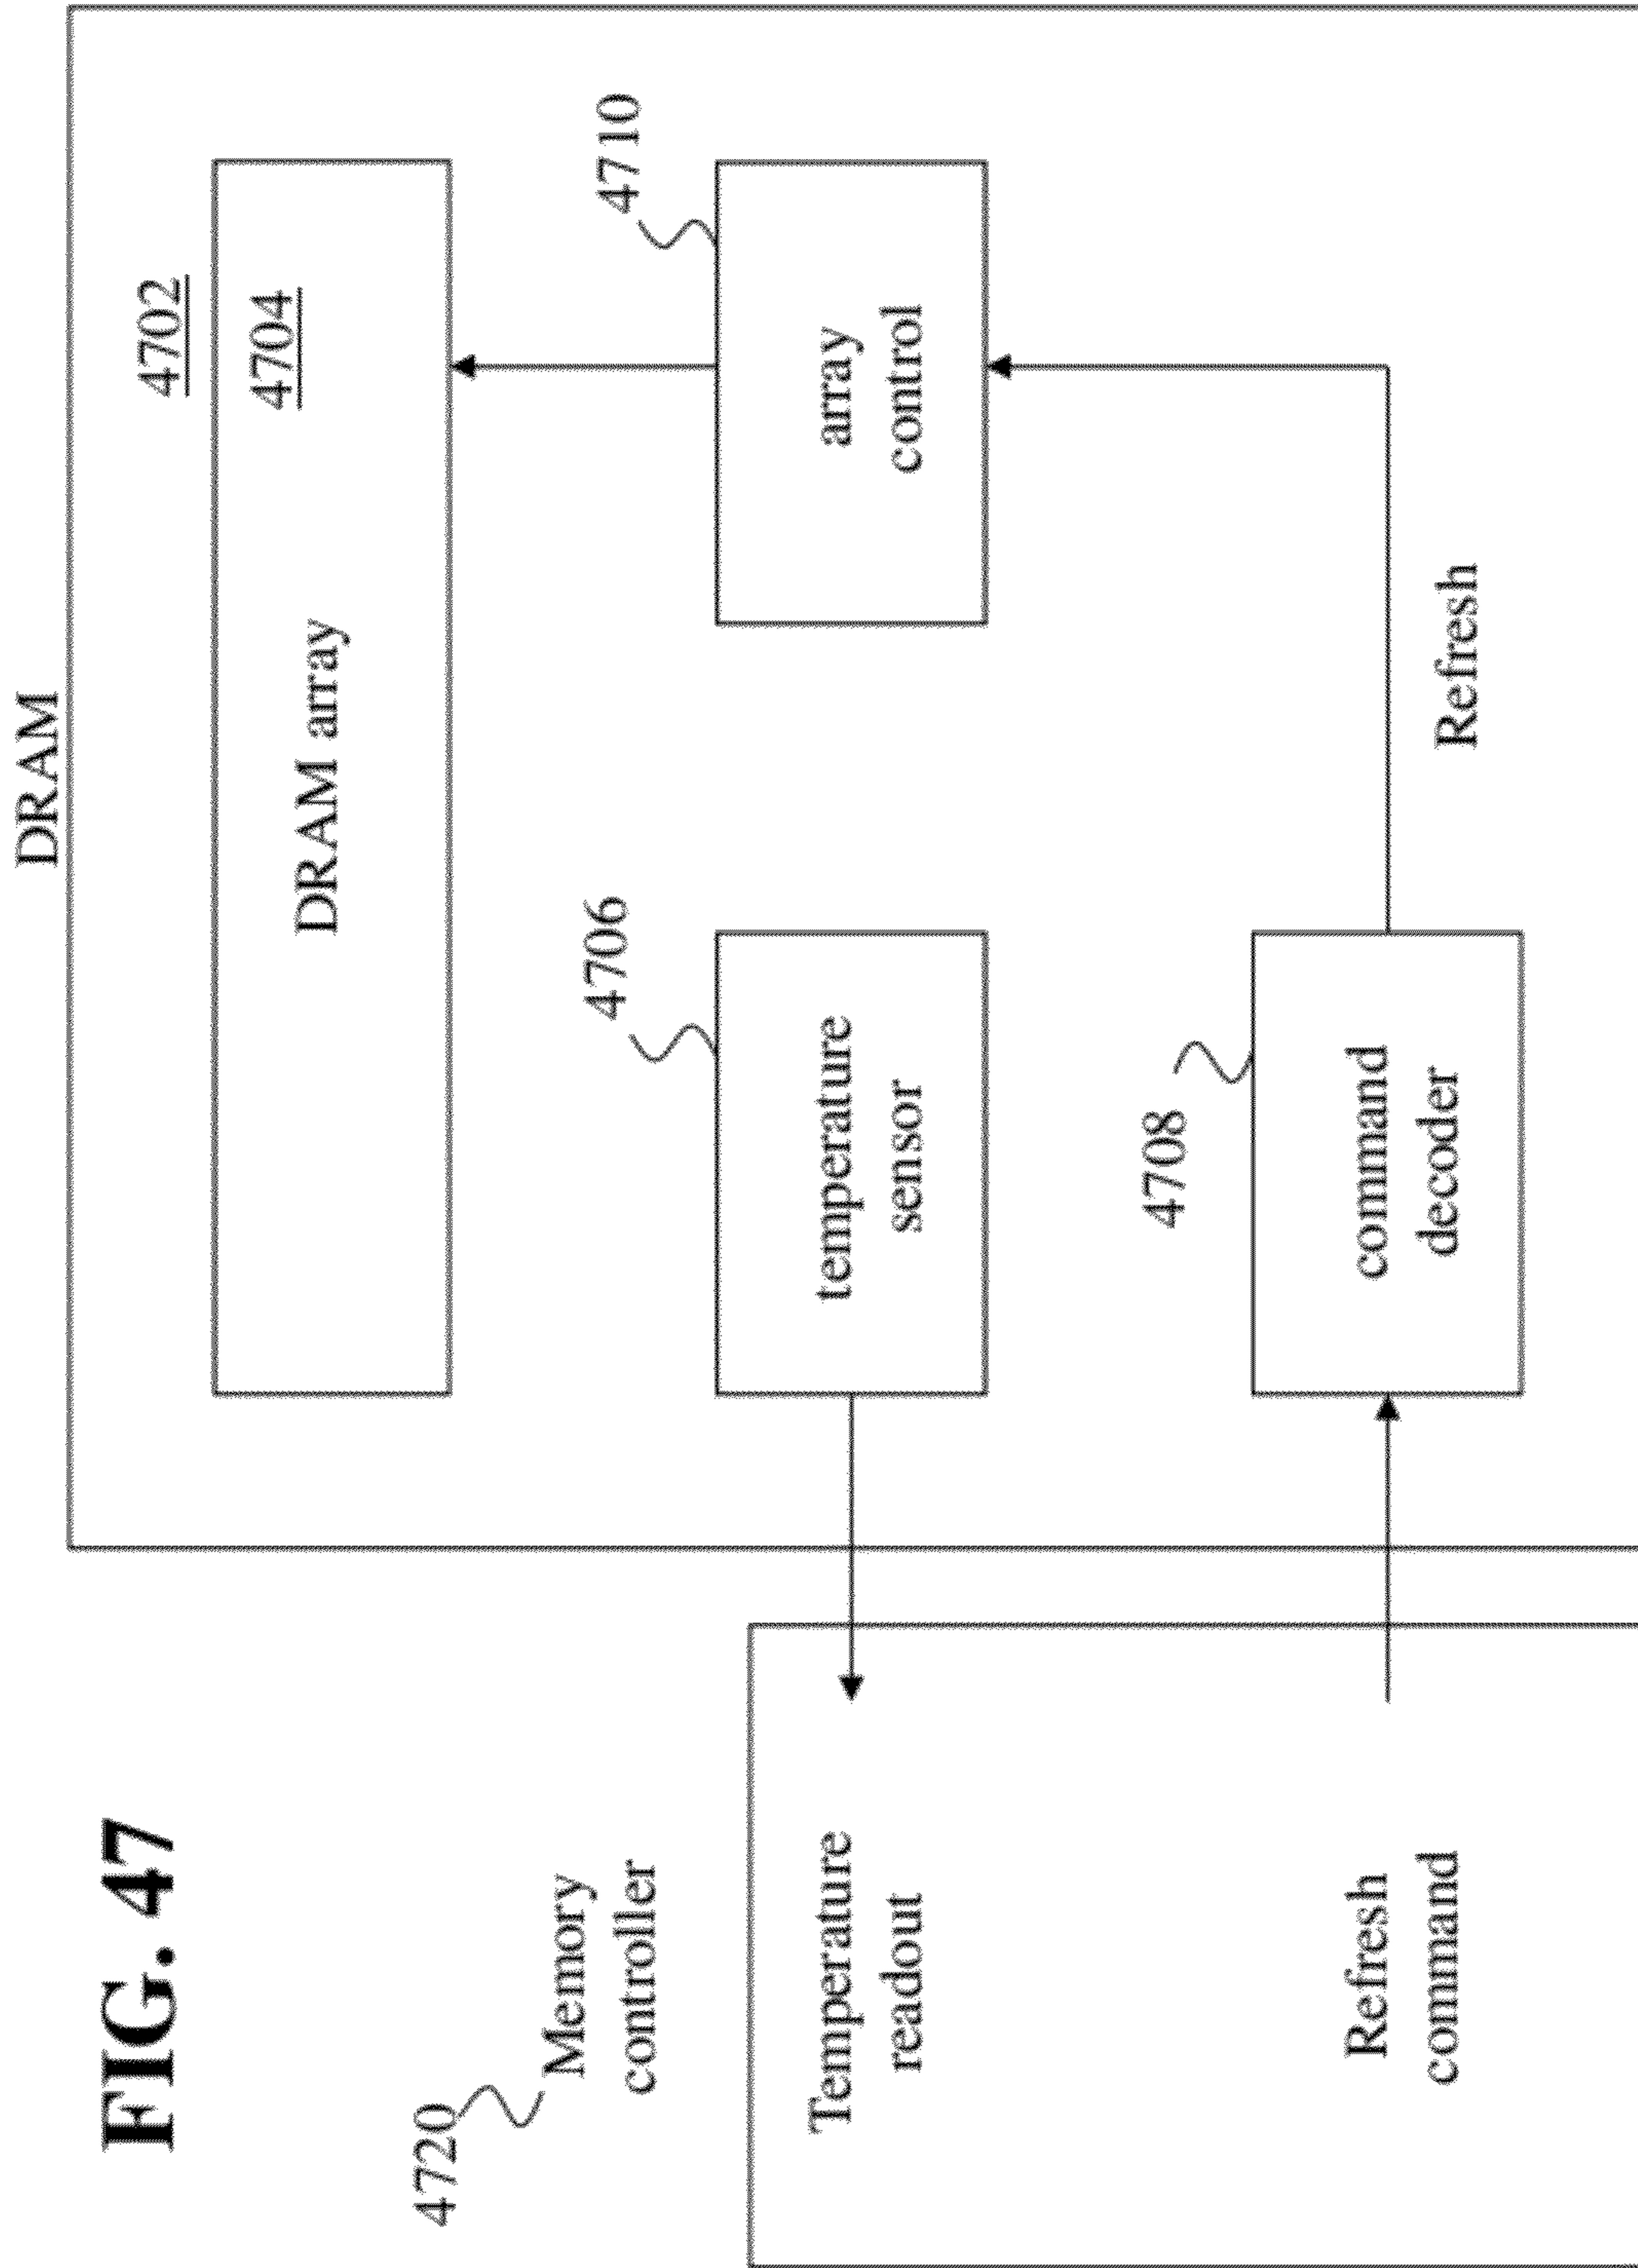 FIG. 47
DRAM
4702
4704
DRAM array
4720
Memory
controller
4706
4710
Temperature
readout
temperature
sensor
array
control
4708
Refresh
command
command
decoder
Refresh